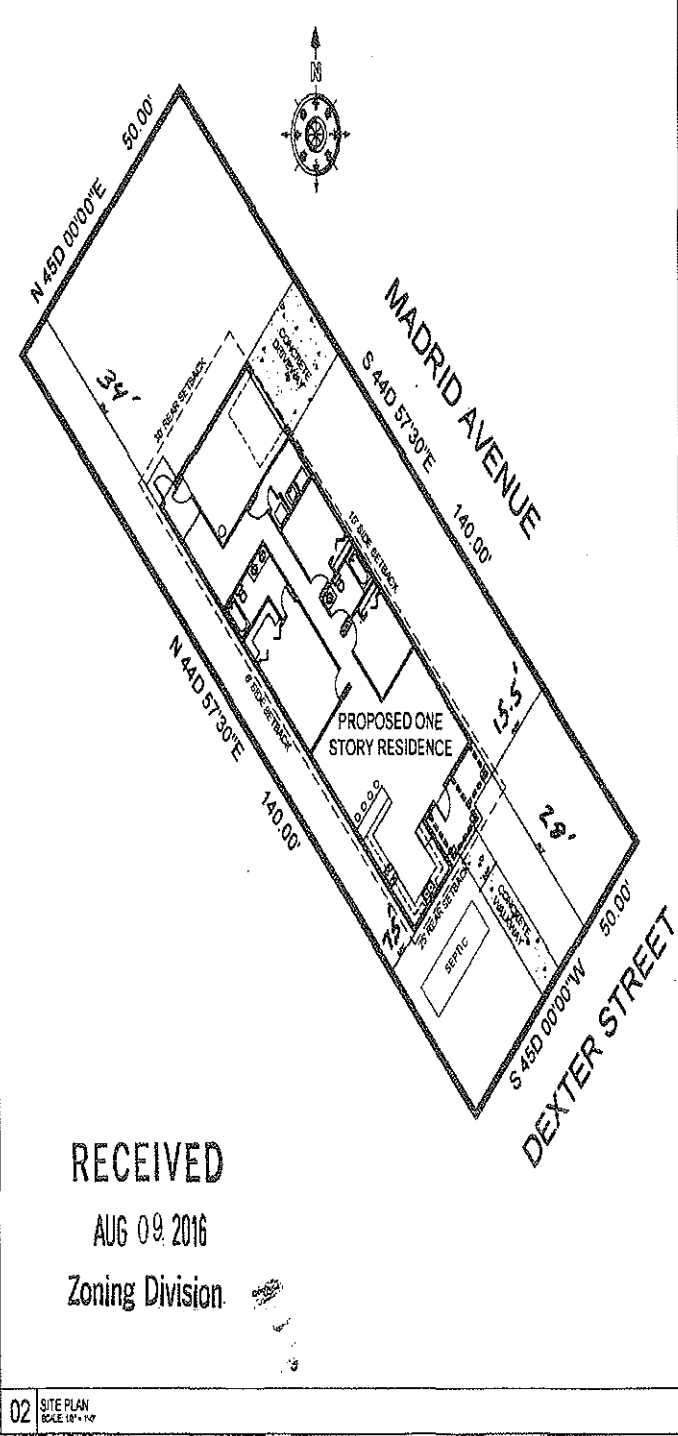 N
50.00'
N 45D 00'00"E
MADRID AVENUE
S 44D 57'30"E
140.00'
CONCRETE DRIVEWAY
34'
30' REAR SETBACK
10' SIDE SETBACK
N 44D 57'30"E
140.00'
6' SIDE SETBACK
PROPOSED ONE
STORY RESIDENCE
15.5'
28'
7.5'
25' REAR SETBACK
SEPTIC
CONCRETE
WALKWAY
50.00'
S 45D 00'00"W
DEXTER STREET
RECEIVED
AUG 09 2016
Zoning Division
02 SITE PLAN